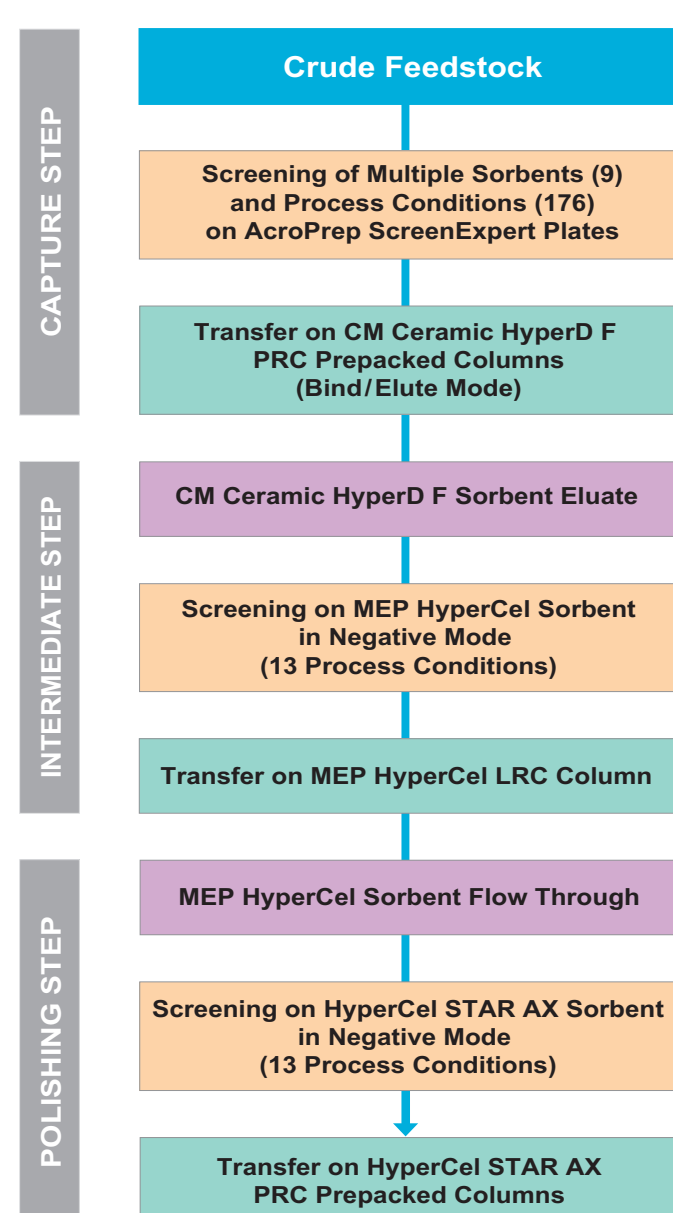 CAPTURE STEP
Crude Feedstock
Screening of Multiple Sorbents (9)
and Process Conditions (176)
on AcroPrep ScreenExpert Plates
Transfer on CM Ceramic HyperD F
PRC Prepacked Columns
(Bind/Elute Mode)
INTERMEDIATE STEP
CM Ceramic HyperD F Sorbent Eluate
Screening on MEP HyperCel Sorbent
in Negative Mode
(13 Process Conditions)
Transfer on MEP HyperCel LRC Column
POLISHING STEP
MEP HyperCel Sorbent Flow Through
Screening on HyperCel STAR AX Sorbent
in Negative Mode
(13 Process Conditions)
Transfer on HyperCel STAR AX
PRC Prepacked Columns